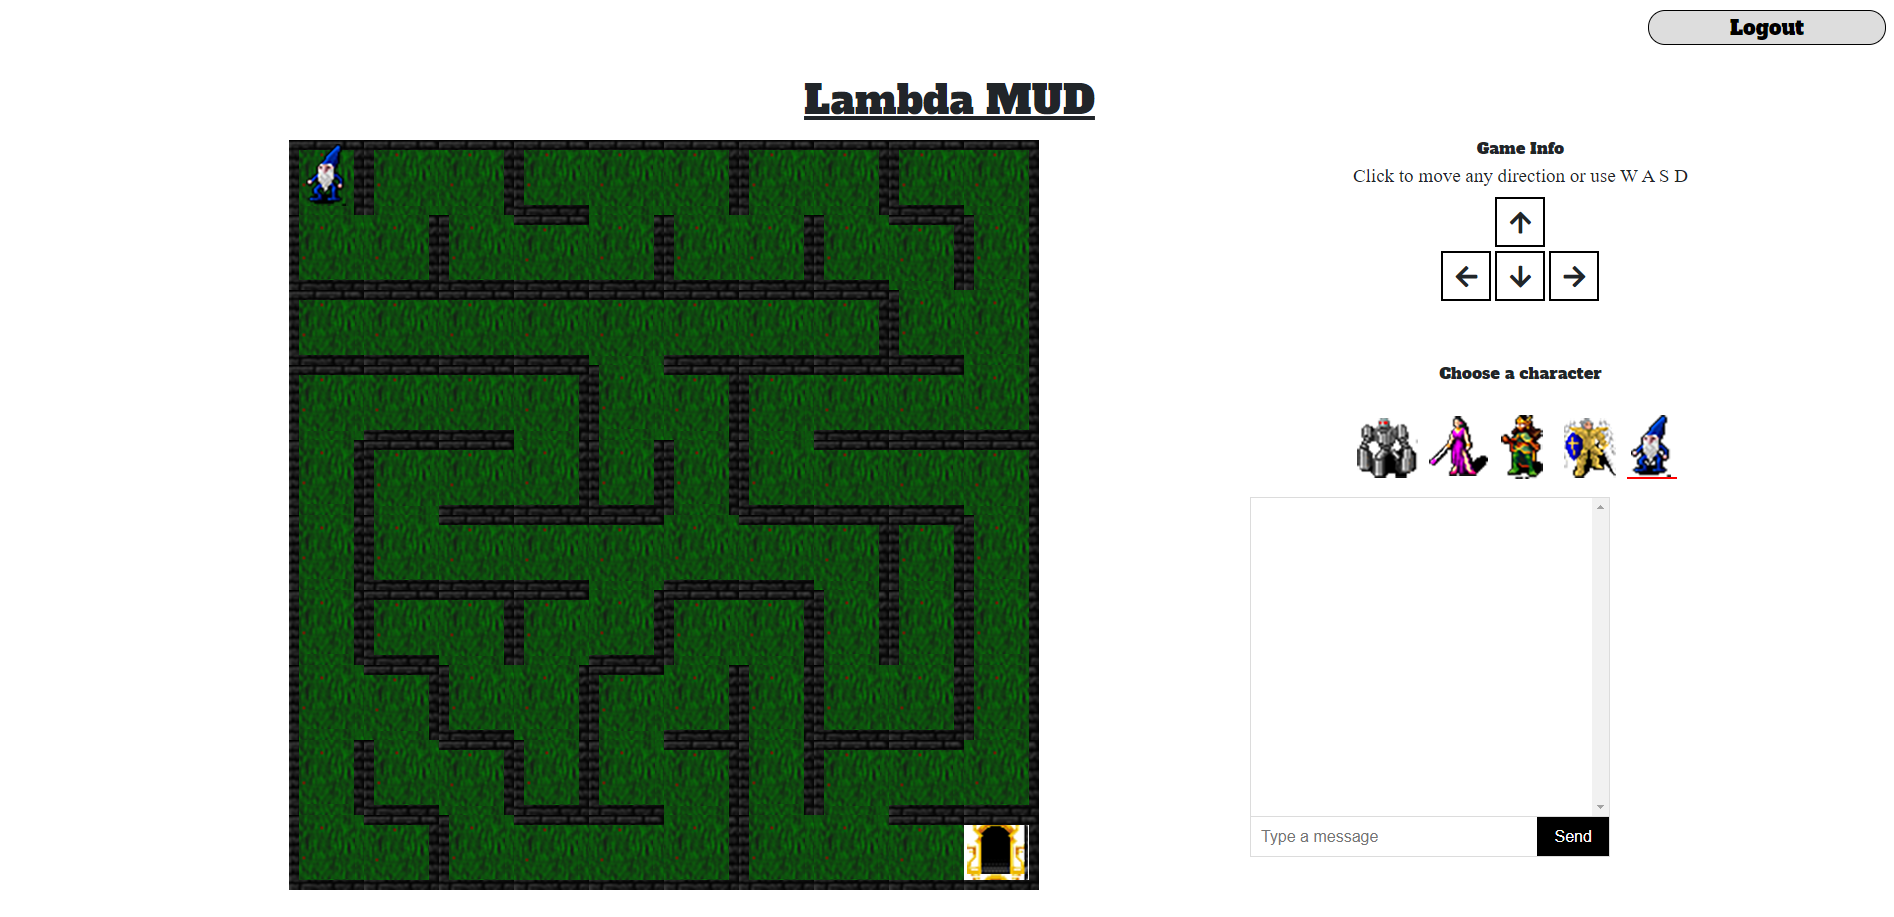 Logout
Lambda MUD
Game Info
Click to move any direction or use W A S D
Choose a character
Type a message
Send